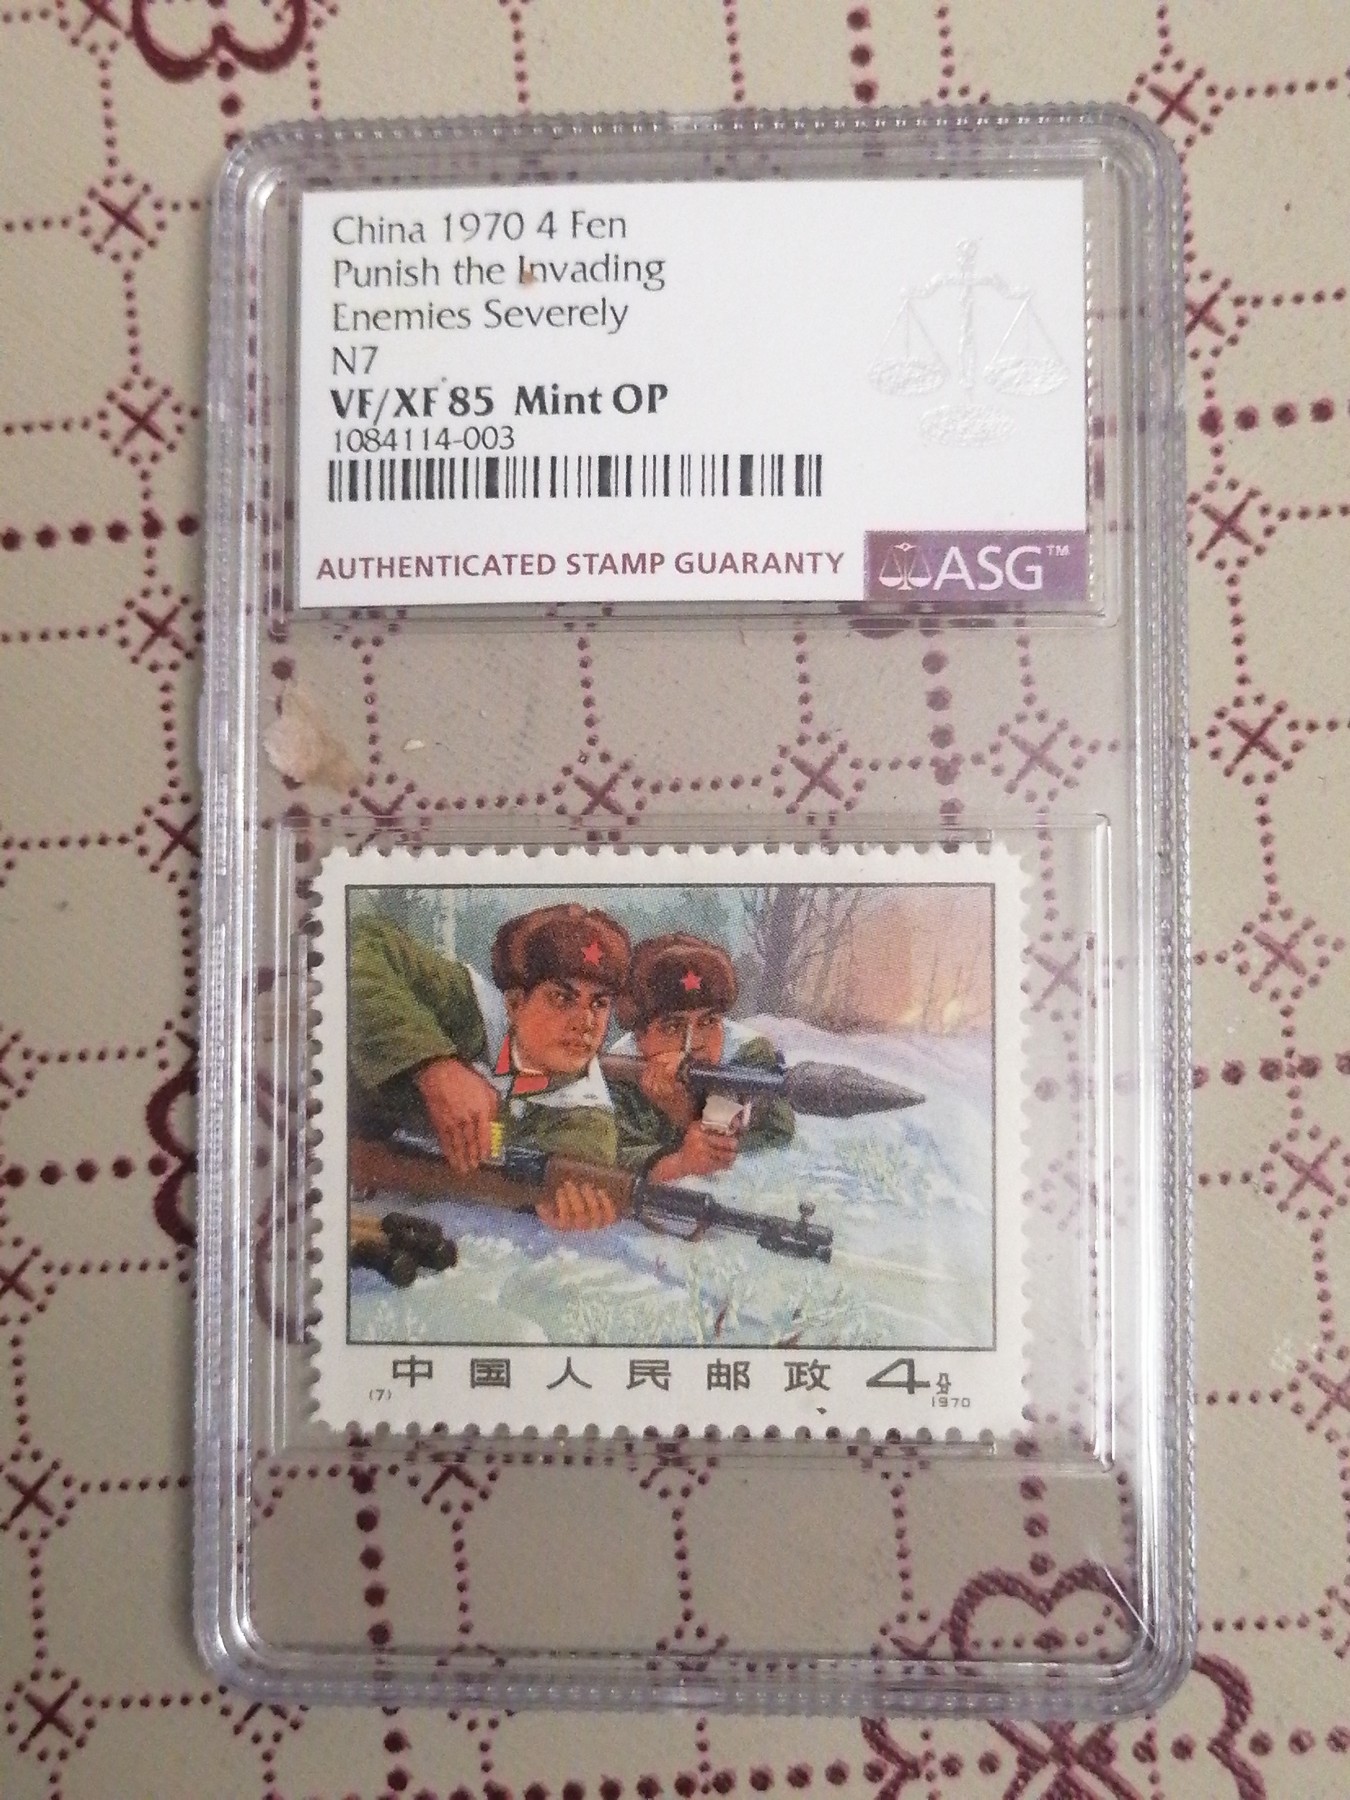 China 1970 4 Fen
Punish the Invading
Enemies Severely
N7
VF/XF 85 Mint OP
1084114-003
AUTHENTICATED STAMP GUARANTY
ASG™
中国人民邮政 4分
(7)
1970